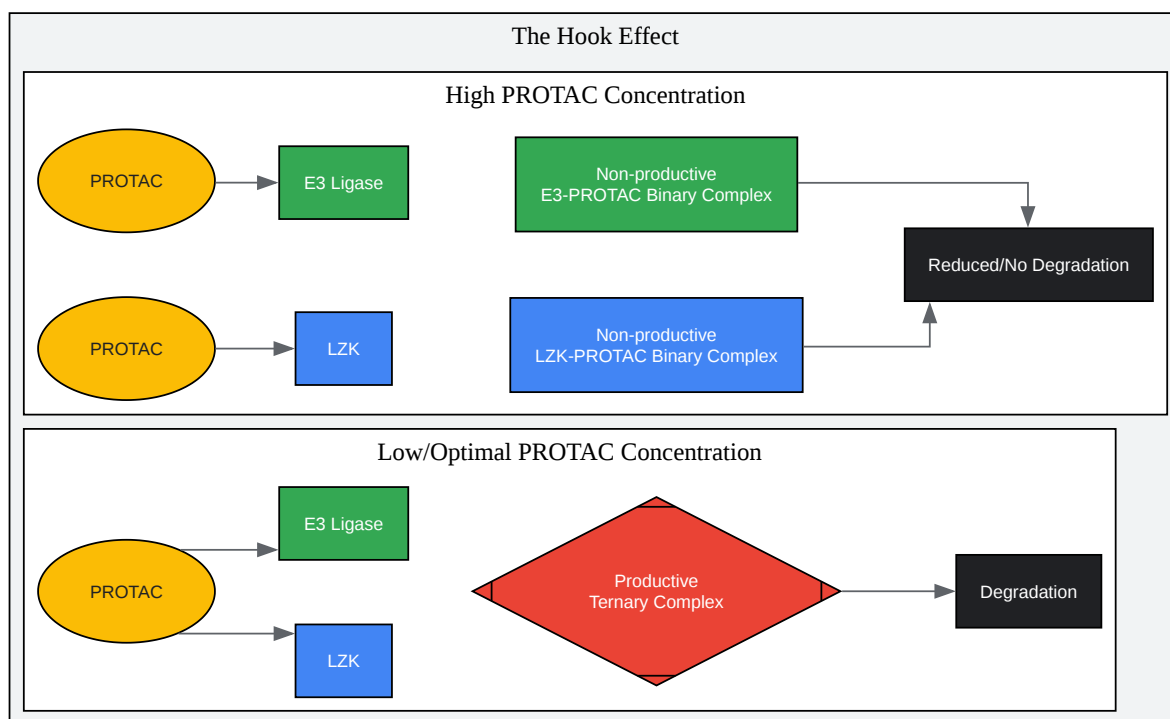 The Hook Effect
High PROTAC Concentration
PROTAC
E3 Ligase
Non-productive
E3-PROTAC Binary Complex
Reduced/No Degradation
PROTAC
LZK
Non-productive
LZK-PROTAC Binary Complex
Low/Optimal PROTAC Concentration
E3 Ligase
PROTAC
Productive
Ternary Complex
Degradation
LZK